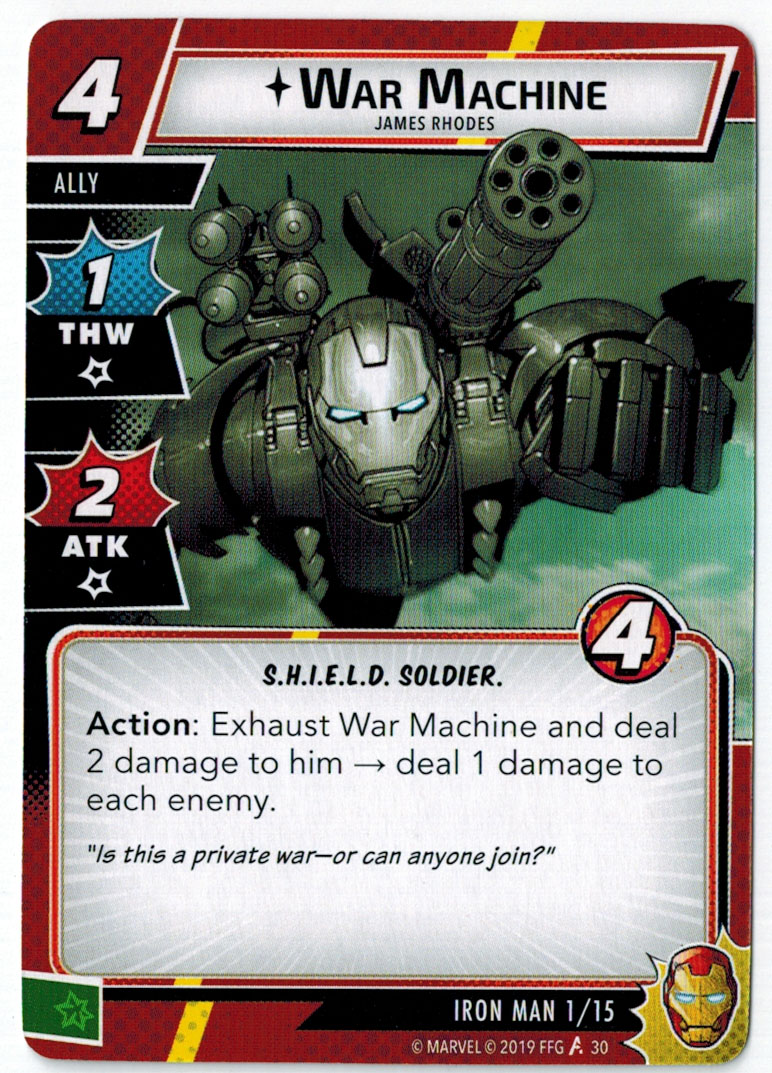 4
WAR MACHINE
JAMES RHODES
ALLY
1
THW
2
ATK
4
S.H.I.E.L.D. SOLDIER.
Action: Exhaust War Machine and deal
2 damage to him → deal 1 damage to
each enemy.
"Is this a private war—or can anyone join?"
IRON MAN 1/15
© MARVEL © 2019 FFG 30